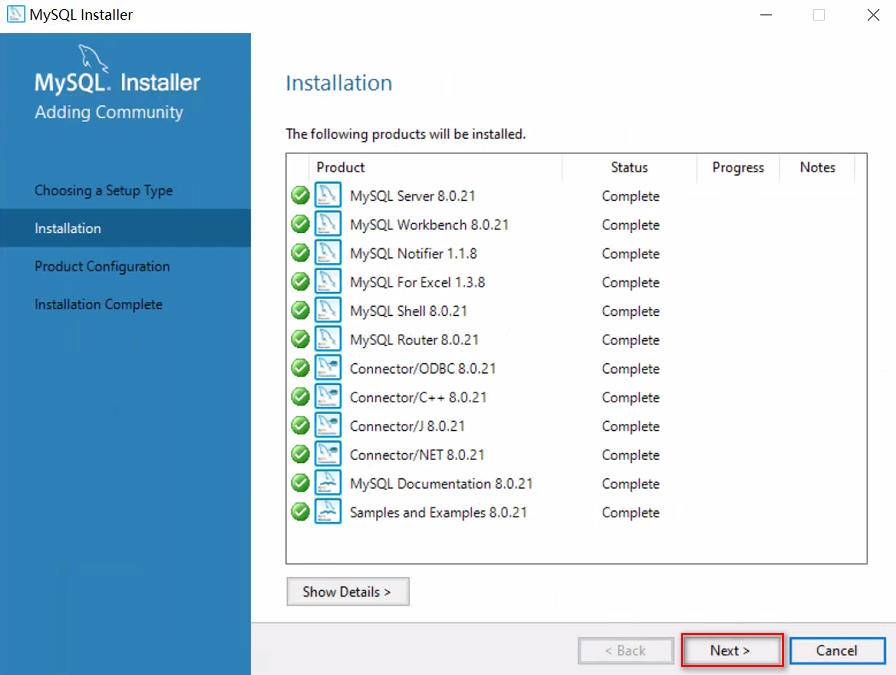 MySQL Installer
MySQL. Installer
Adding Community
Choosing a Setup Type
Installation
Product Configuration
Installation Complete
Installation
The following products will be installed.
Product Status Progress Notes
MySQL Server 8.0.21 Complete
MySQL Workbench 8.0.21 Complete
MySQL Notifier 1.1.8 Complete
MySQL For Excel 1.3.8 Complete
MySQL Shell 8.0.21 Complete
MySQL Router 8.0.21 Complete
Connector/ODBC 8.0.21 Complete
Connector/C++ 8.0.21 Complete
Connector/J 8.0.21 Complete
Connector/NET 8.0.21 Complete
MySQL Documentation 8.0.21 Complete
Samples and Examples 8.0.21 Complete
Show Details >
< Back Next > Cancel